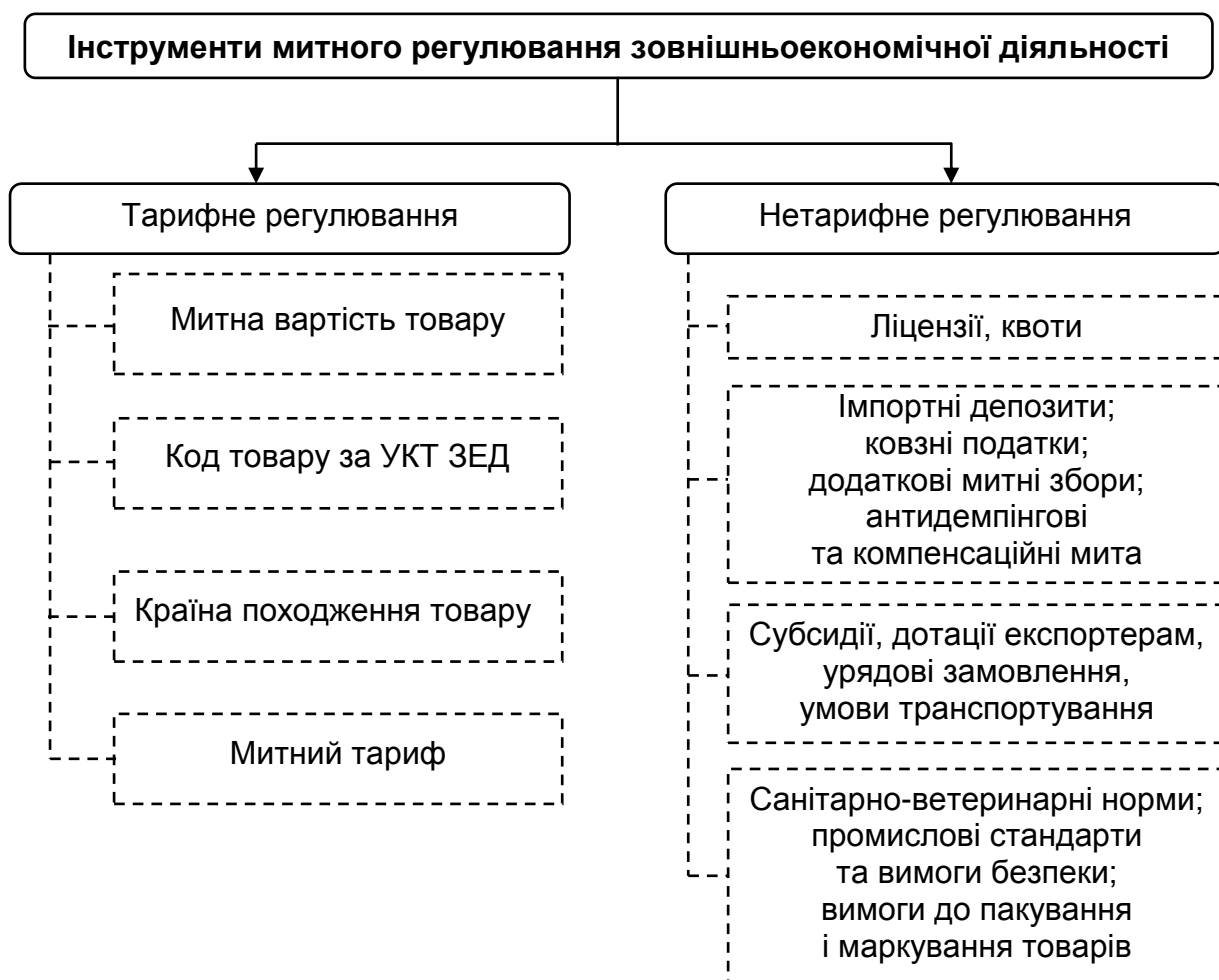 Інструменти митного регулювання зовнішньоекономічної діяльності
Тарифне регулювання
Митна вартість товару
Код товару за УКТ ЗЕД
Країна походження товару
Митний тариф
Нетарифне регулювання
Ліцензії, квоти
Імпортні депозити;
ковзні податки;
додаткові митні збори;
антидемпінгові
та компенсаційні мита
Субсидії, дотації експортерам,
урядові замовлення,
умови транспортування
Санітарно-ветеринарні норми;
промислові стандарти
та вимоги безпеки;
вимоги до пакування
і маркування товарів